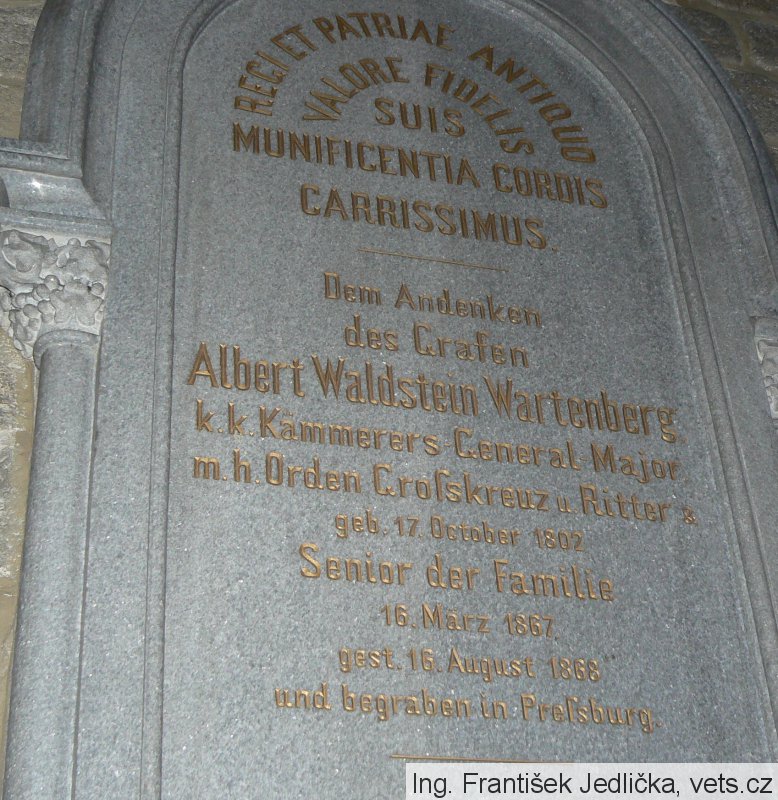 REGI ET PATRIAE ANTIQUO
VALORE FIDELIS
SUIS
MUNIFICENTIA CORDIS
CARRISSIMUS.
Dem Andenken
des Grafen
Albert Waldstein Wartenberg,
k. k. Kämmerers General Major,
m. h. Orden Groſskreuz u. Ritter &
geb. 17. October 1802
Senior der Familie
16. März 1867,
gest. 16. August 1868
und begraben in Preſsburg.
Ing. František Jedlička, vets.cz